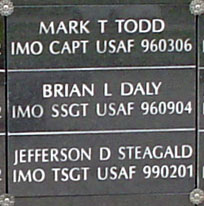 MARK T TODD
IMO CAPT USAF 960306
BRIAN L DALY
IMO SSGT USAF 960904
JEFFERSON D STEAGALD
IMO TSGT USAF 990201